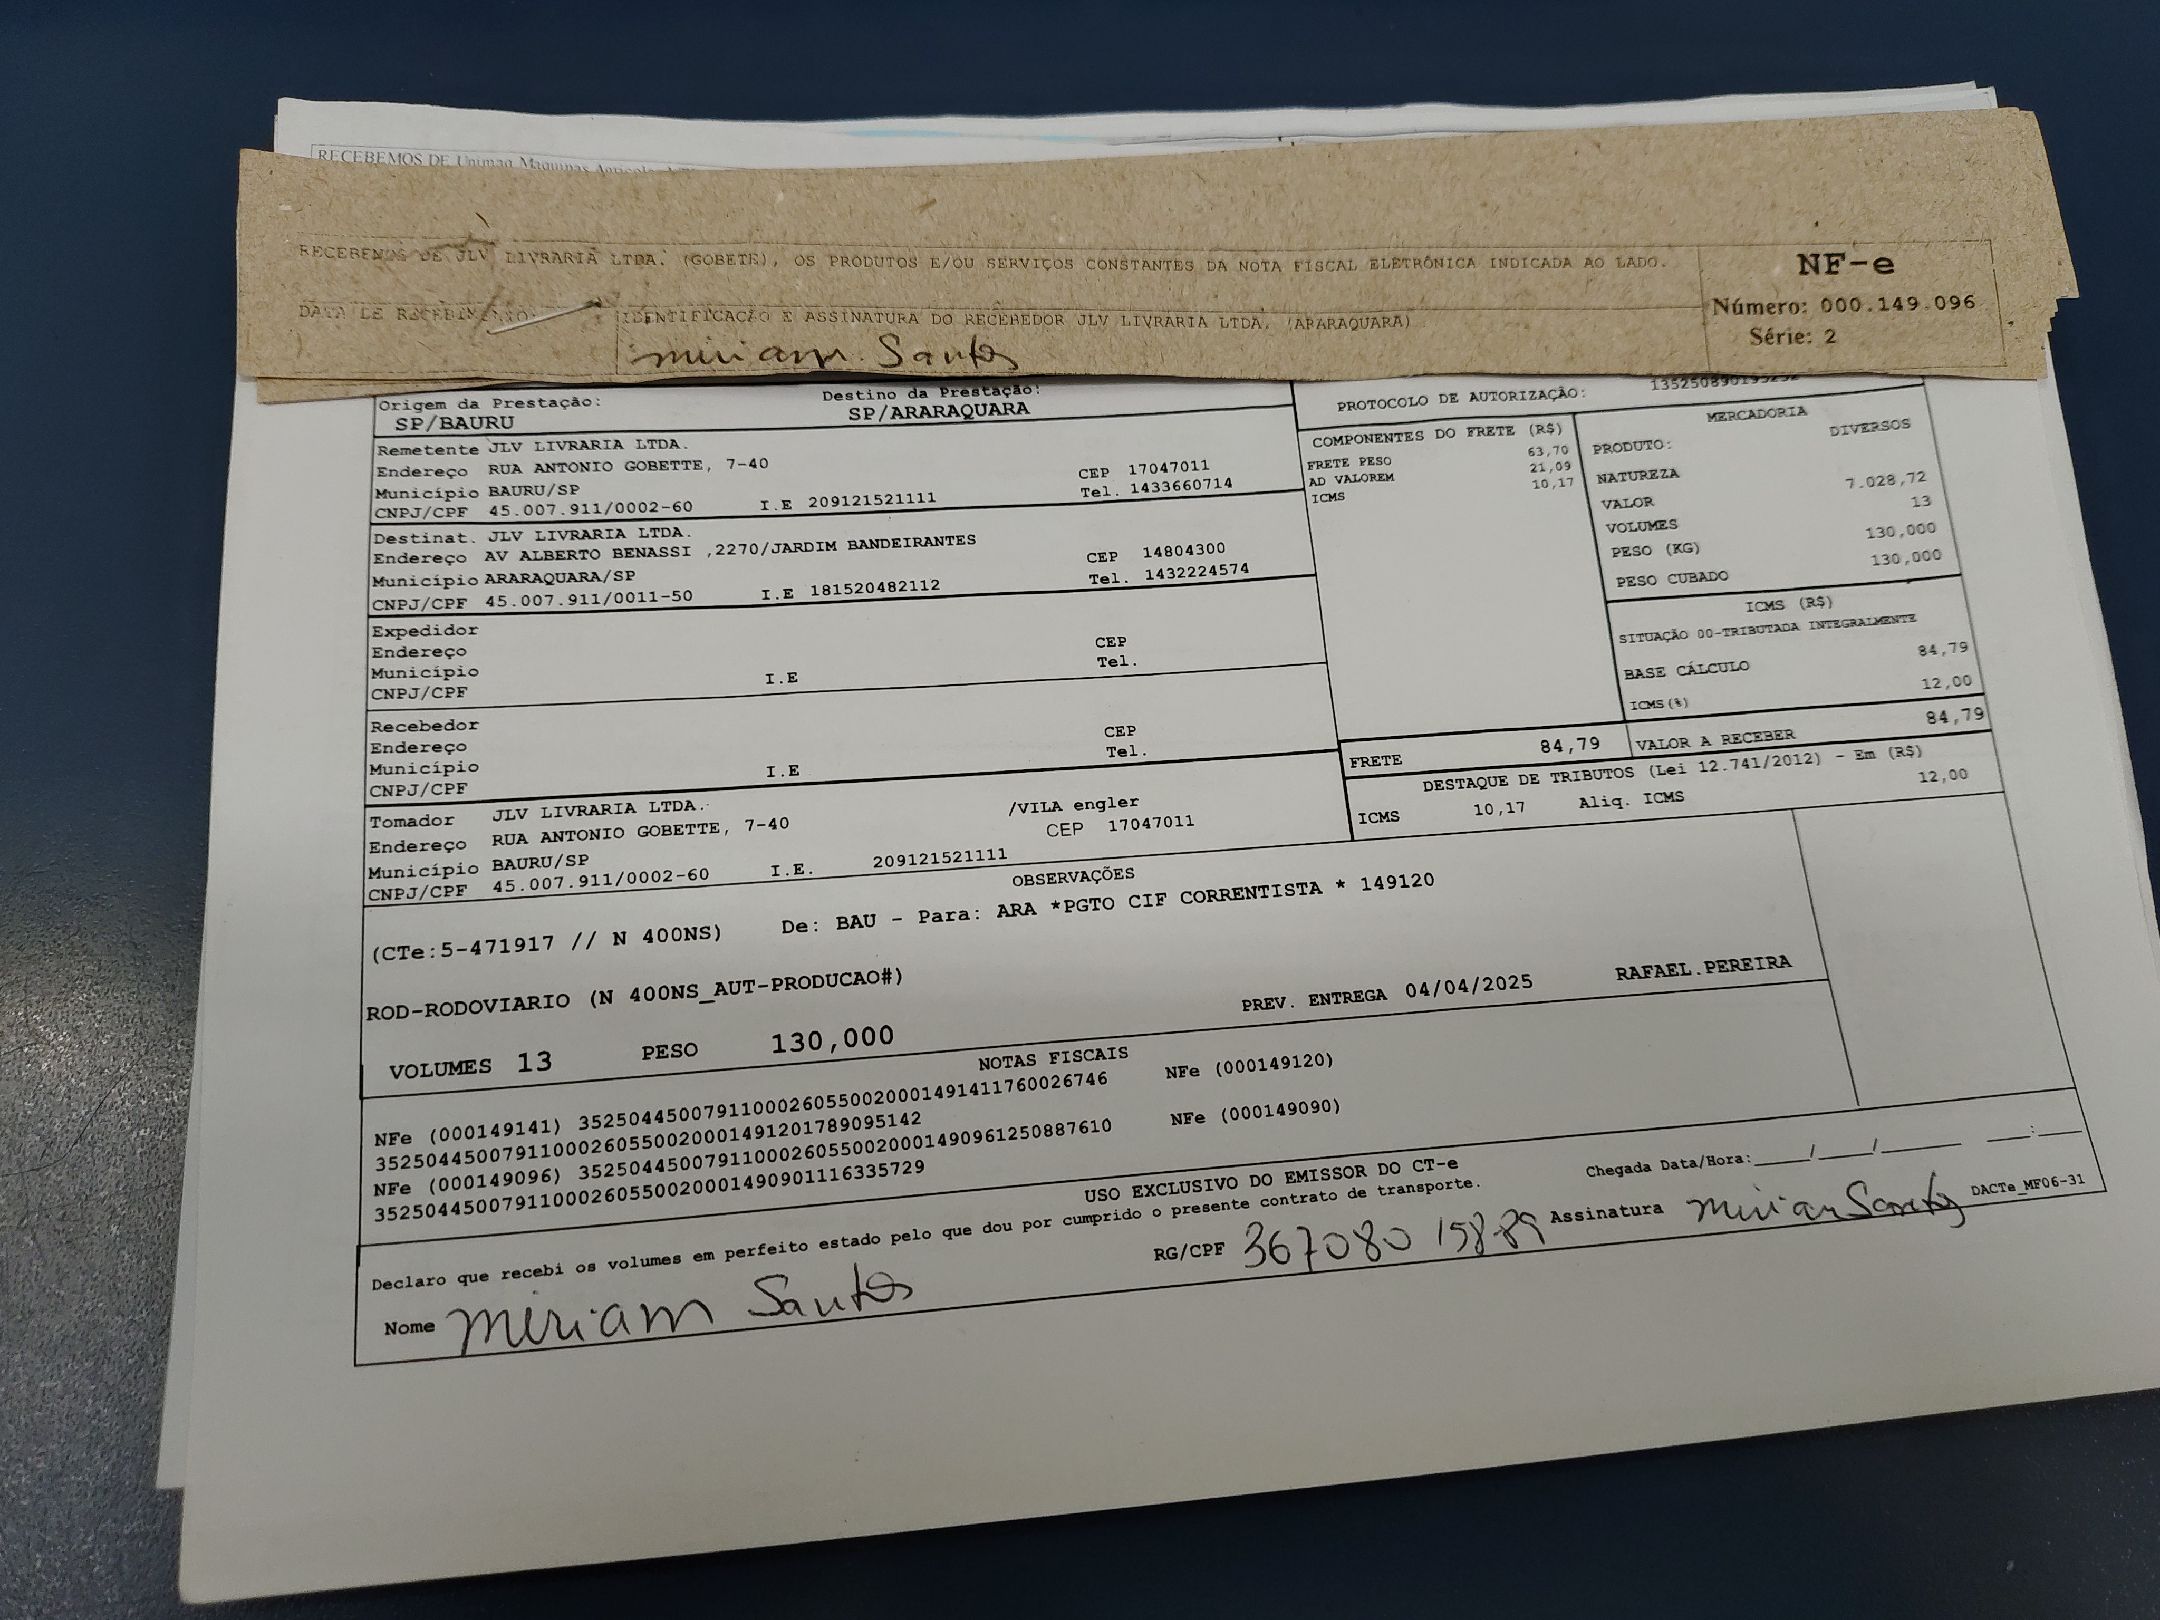 RECEBEMOS DE Unimaq Maquinas
RECEBEMOS DE JLV LIVRARIA LTDA. (GOBETE), OS PRODUTOS E/OU SERVIÇOS CONSTANTES DA NOTA FISCAL ELETRÔNICA INDICADA AO LADO.
NF-e
Número: 000.149.096
Série: 2
DATA DE RECEBIMENTO
IDENTIFICAÇÃO E ASSINATURA DO RECEBEDOR JLV LIVRARIA LTDA. (ARARAQUARA)
miriam Santos
Origem da Prestação:
SP/BAURU
Destino da Prestação:
SP/ARARAQUARA
PROTOCOLO DE AUTORIZAÇÃO:
Remetente JLV LIVRARIA LTDA.
Endereço RUA ANTONIO GOBETTE, 7-40
CEP 17047011
Município BAURU/SP
Tel. 1433660714
CNPJ/CPF 45.007.911/0002-60 I.E 209121521111
Destinat. JLV LIVRARIA LTDA.
Endereço AV ALBERTO BENASSI ,2270/JARDIM BANDEIRANTES
CEP 14804300
Município ARARAQUARA/SP
Tel. 1432224574
CNPJ/CPF 45.007.911/0011-50 I.E 181520482112
Expedidor
Endereço
CEP
Município
Tel.
CNPJ/CPF I.E
Recebedor
Endereço
CEP
Município
Tel.
CNPJ/CPF I.E
Tomador JLV LIVRARIA LTDA.
Endereço RUA ANTONIO GOBETTE, 7-40 /VILA engler
Município BAURU/SP CEP 17047011
CNPJ/CPF 45.007.911/0002-60 I.E. 209121521111
COMPONENTES DO FRETE (R$)
FRETE PESO 63,70
AD VALOREM 21,09
ICMS 10,17
MERCADORIA
PRODUTO: DIVERSOS
NATUREZA
VALOR 7.028,72
VOLUMES 13
PESO (KG) 130,000
PESO CUBADO 130,000
ICMS (R$)
SITUAÇÃO 00-TRIBUTADA INTEGRALMENTE
BASE CÁLCULO 84,79
ICMS(%) 12,00
FRETE 84,79
VALOR A RECEBER 84,79
DESTAQUE DE TRIBUTOS (Lei 12.741/2012) - Em (R$)
ICMS 10,17 Aliq. ICMS 12,00
OBSERVAÇÕES
(CTe:5-471917 // N 400NS) De: BAU - Para: ARA *PGTO CIF CORRENTISTA * 149120
ROD-RODOVIARIO (N 400NS_AUT-PRODUCAO#)
PREV. ENTREGA 04/04/2025 RAFAEL.PEREIRA
VOLUMES 13 PESO 130,000
NOTAS FISCAIS
NFe (000149141) 35250445007911000260550020001491411760026746 NFe (000149120)
35250445007911000260550020001491201789095142
NFe (000149096) 35250445007911000260550020001490961250887610 NFe (000149090)
35250445007911000260550020001490901116335729
USO EXCLUSIVO DO EMISSOR DO CT-e
Declaro que recebi os volumes em perfeito estado pelo que dou por cumprido o presente contrato de transporte.
Chegada Data/Hora:____/____/______ ___:___
Nome Miriam Santos
RG/CPF 367080 158 89
Assinatura Miriam Santos
DACTe_MF06-31